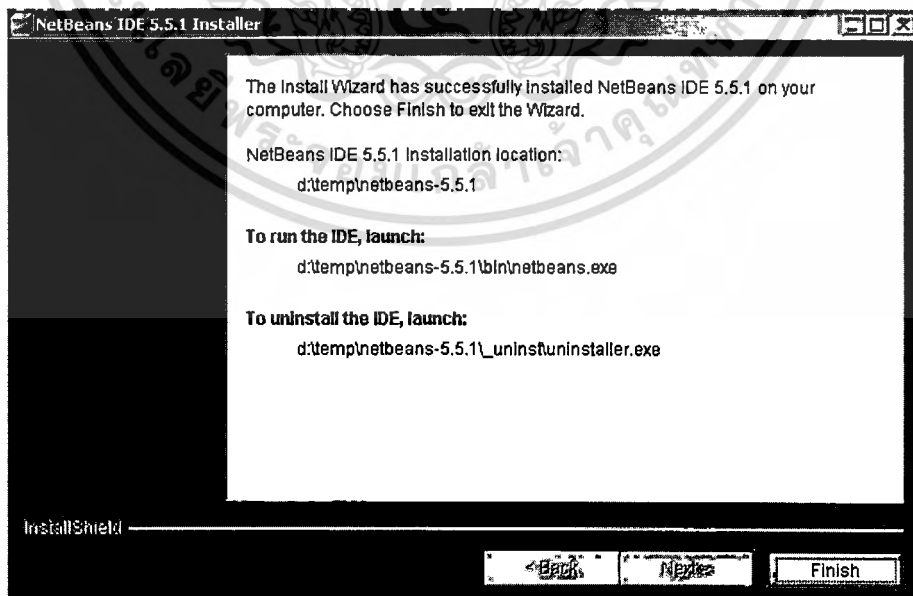 NetBeans IDE 5.5.1 Installer
The Install Wizard has successfully installed NetBeans IDE 5.5.1 on your
computer. Choose Finish to exit the Wizard.
NetBeans IDE 5.5.1 Installation location:
d:\temp\netbeans-5.5.1
To run the IDE, launch:
d:\temp\netbeans-5.5.1\bin\netbeans.exe
To uninstall the IDE, launch:
d:\temp\netbeans-5.5.1\_uninst\uninstaller.exe
InstallShield
< Back
Next >
Finish